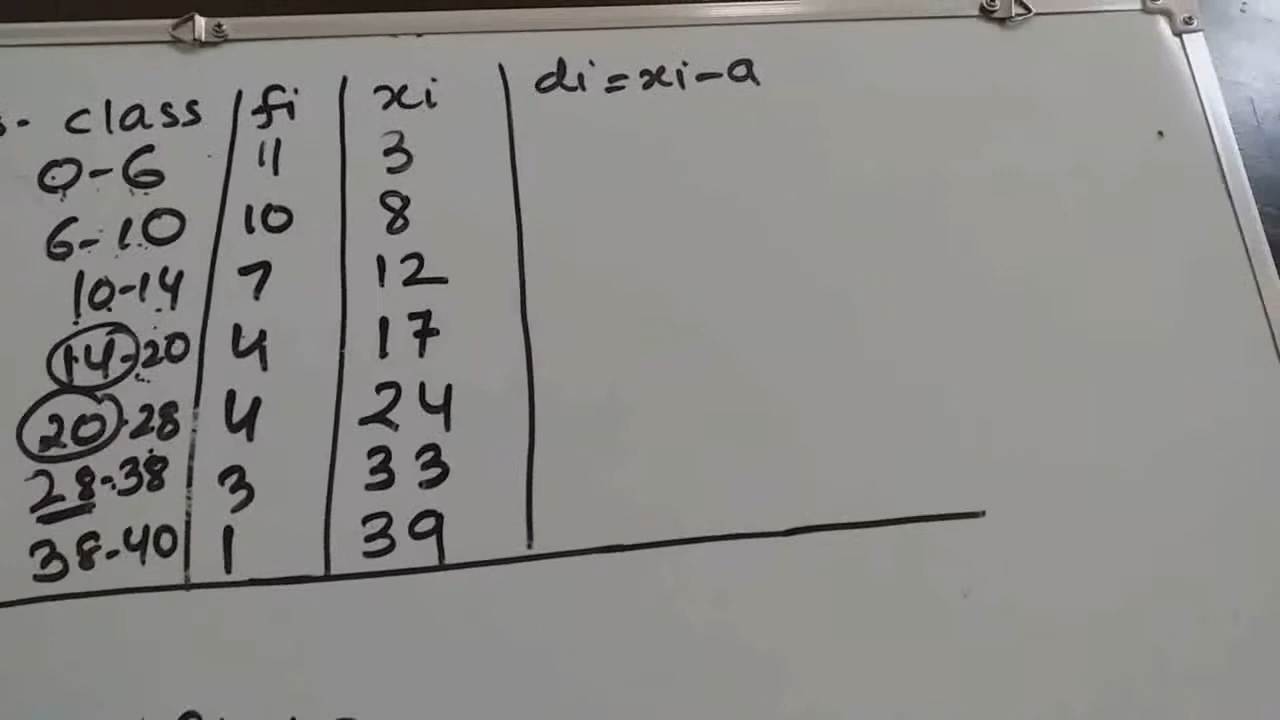 class fi xi di = xi - a
0-6 11 3
6-10 10 8
10-14 7 12
14-20 4 17
20-28 4 24
28-38 3 33
38-40 1 39